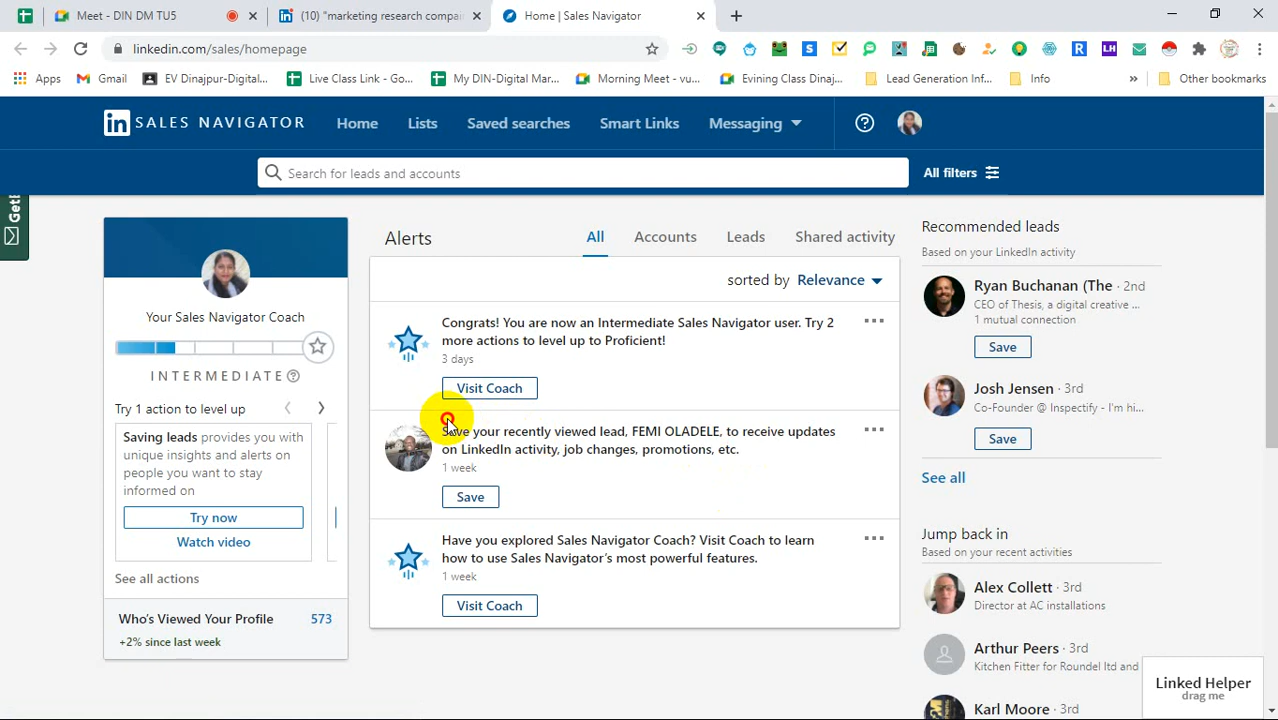 Meet - DIN DM TU5
(10) "marketing research compa
Home | Sales Navigator
linkedin.com/sales/homepage
Apps
Gmail
EV Dinajpur-Digital...
Live Class Link - Go...
My DIN-Digital Mar...
Morning Meet - vu...
Evining Class Dinaj...
Lead Generation Inf...
Info
»
Other bookmarks
in SALES NAVIGATOR
Home
Lists
Saved searches
Smart Links
Messaging
Search for leads and accounts
All filters
Your Sales Navigator Coach
INTERMEDIATE
Try 1 action to level up
Saving leads provides you with
unique insights and alerts on
people you want to stay
informed on
Try now
Watch video
See all actions
Who's Viewed Your Profile 573
+2% since last week
Alerts
All
Accounts
Leads
Shared activity
sorted by Relevance
Congrats! You are now an Intermediate Sales Navigator user. Try 2
more actions to level up to Proficient!
3 days
Visit Coach
Save your recently viewed lead, FEMI OLADELE, to receive updates
on LinkedIn activity, job changes, promotions, etc.
1 week
Save
Have you explored Sales Navigator Coach? Visit Coach to learn
how to use Sales Navigator's most powerful features.
1 week
Visit Coach
Recommended leads
Based on your LinkedIn activity
Ryan Buchanan (The · 2nd
CEO of Thesis, a digital creative ...
1 mutual connection
Save
Josh Jensen · 3rd
Co-Founder @ Inspectify - I'm hi...
Save
See all
Jump back in
Based on your recent activities
Alex Collett · 3rd
Director at AC installations
Arthur Peers · 3rd
Kitchen Fitter for Roundel ltd and
Karl Moore · 3rd
Linked Helper
drag me